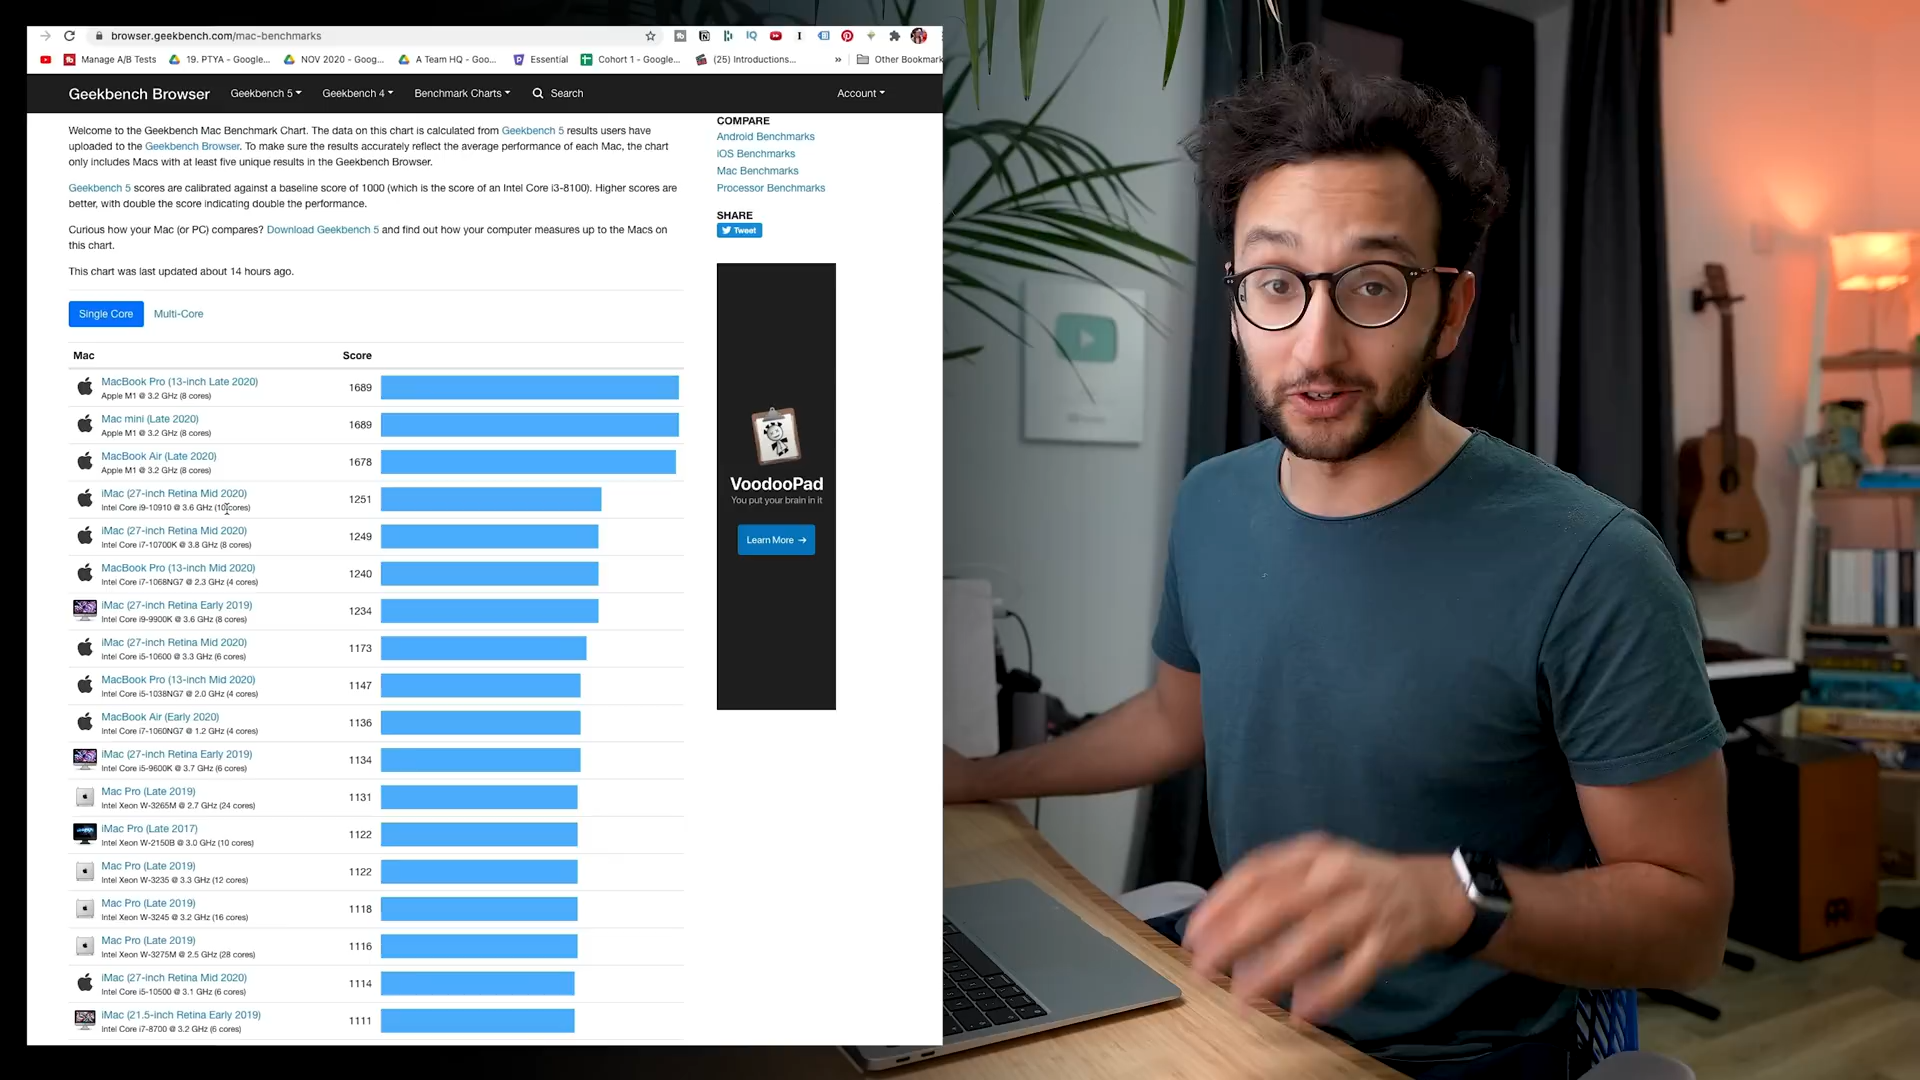 browser.geekbench.com/mac-benchmarks
Manage A/B Tests
19. PTYA - Google...
NOV 2020 - Goog...
A Team HQ - Goo...
Essential
Cohort 1 - Google...
(25) Introductions...
»
Other Bookmark
Geekbench Browser
Geekbench 5
Geekbench 4
Benchmark Charts
Search
Account
Welcome to the Geekbench Mac Benchmark Chart. The data on this chart is calculated from Geekbench 5 results users have
uploaded to the Geekbench Browser. To make sure the results accurately reflect the average performance of each Mac, the chart
only includes Macs with at least five unique results in the Geekbench Browser.
Geekbench 5 scores are calibrated against a baseline score of 1000 (which is the score of an Intel Core i3-8100). Higher scores are
better, with double the score indicating double the performance.
Curious how your Mac (or PC) compares? Download Geekbench 5 and find out how your computer measures up to the Macs on
this chart.
This chart was last updated about 14 hours ago.
Single Core
Multi-Core
Mac
Score
MacBook Pro (13-inch Late 2020)
Apple M1 @ 3.2 GHz (8 cores)
1689
Mac mini (Late 2020)
Apple M1 @ 3.2 GHz (8 cores)
1689
MacBook Air (Late 2020)
Apple M1 @ 3.2 GHz (8 cores)
1678
iMac (27-inch Retina Mid 2020)
Intel Core i9-10910 @ 3.6 GHz (10 cores)
1251
iMac (27-inch Retina Mid 2020)
Intel Core i7-10700K @ 3.8 GHz (8 cores)
1249
MacBook Pro (13-inch Mid 2020)
Intel Core i7-1068NG7 @ 2.3 GHz (4 cores)
1240
iMac (27-inch Retina Early 2019)
Intel Core i9-9900K @ 3.6 GHz (8 cores)
1234
iMac (27-inch Retina Mid 2020)
Intel Core i5-10600 @ 3.3 GHz (6 cores)
1173
MacBook Pro (13-inch Mid 2020)
Intel Core i5-1038NG7 @ 2.0 GHz (4 cores)
1147
MacBook Air (Early 2020)
Intel Core i7-1060NG7 @ 1.2 GHz (4 cores)
1136
iMac (27-inch Retina Early 2019)
Intel Core i5-9600K @ 3.7 GHz (6 cores)
1134
Mac Pro (Late 2019)
Intel Xeon W-3265M @ 2.7 GHz (24 cores)
1131
iMac Pro (Late 2017)
Intel Xeon W-2150B @ 3.0 GHz (10 cores)
1122
Mac Pro (Late 2019)
Intel Xeon W-3235 @ 3.3 GHz (12 cores)
1122
Mac Pro (Late 2019)
Intel Xeon W-3245 @ 3.2 GHz (16 cores)
1118
Mac Pro (Late 2019)
Intel Xeon W-3275M @ 2.5 GHz (28 cores)
1116
iMac (27-inch Retina Mid 2020)
Intel Core i5-10500 @ 3.1 GHz (6 cores)
1114
iMac (21.5-inch Retina Early 2019)
Intel Core i7-8700 @ 3.2 GHz (6 cores)
1111
COMPARE
Android Benchmarks
iOS Benchmarks
Mac Benchmarks
Processor Benchmarks
SHARE
Tweet
VoodooPad
You put your brain in it
Learn More →